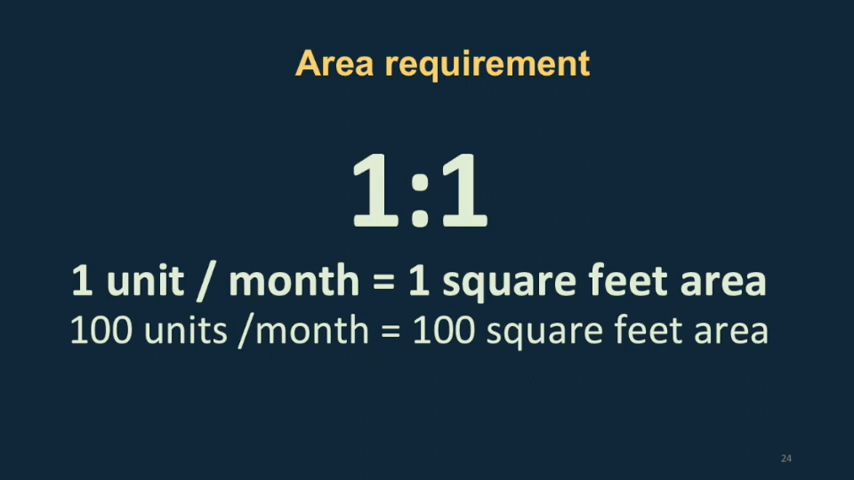 Area requirement
1:1
1 unit / month = 1 square feet area
100 units /month = 100 square feet area
24